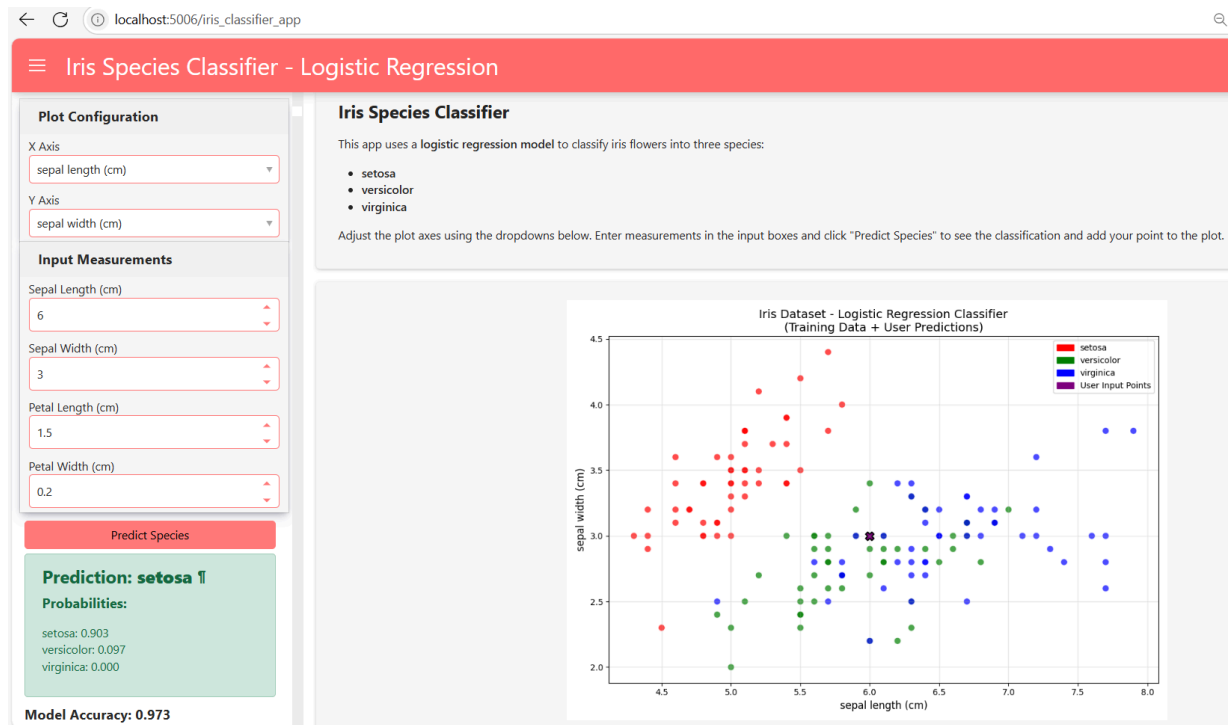 localhost:5006/iris_classifier_app
Iris Species Classifier - Logistic Regression
Plot Configuration
X Axis
sepal length (cm)
Y Axis
sepal width (cm)
Input Measurements
Sepal Length (cm)
6
Sepal Width (cm)
3
Petal Length (cm)
1.5
Petal Width (cm)
0.2
Predict Species
Prediction: setosa ¶
Probabilities:
setosa: 0.903
versicolor: 0.097
virginica: 0.000
Model Accuracy: 0.973
Iris Species Classifier
This app uses a logistic regression model to classify iris flowers into three species:
• setosa
• versicolor
• virginica
Adjust the plot axes using the dropdowns below. Enter measurements in the input boxes and click "Predict Species" to see the classification and add your point to the plot.
Iris Dataset - Logistic Regression Classifier
(Training Data + User Predictions)
setosa
versicolor
virginica
User Input Points
sepal width (cm)
4.5
4.0
3.5
3.0
2.5
2.0
4.5 5.0 5.5 6.0 6.5 7.0 7.5 8.0
sepal length (cm)